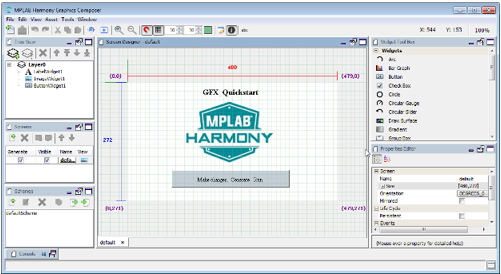 MPLAB Harmony Graphics Composer
File Edit View Asset Tools Window
X: 544 Y: 153 100%
Tree View
Layer0
LabelWidget1
ImageWidget1
ButtonWidget1
Screens
Generate Visible Name View
defa...
Schemes
defaultScheme
Console
Screen Designer - default
480
(0,0)
(479,0)
GFX Quickstart
272
MPLAB
HARMONY
Make changes. Generate. Run.
(0,271)
(479,271)
default
Widget Tool Box
Widgets
Arc
Bar Graph
Button
Check Box
Circle
Circular Gauge
Circular Slider
Draw Surface
Gradient
Group Box
Properties Editor
Screen
Name default
Size [480,272]
Orientation
Mirrored
Life Cycle
Persistent
Events
(Mouse over a property for detailed help)